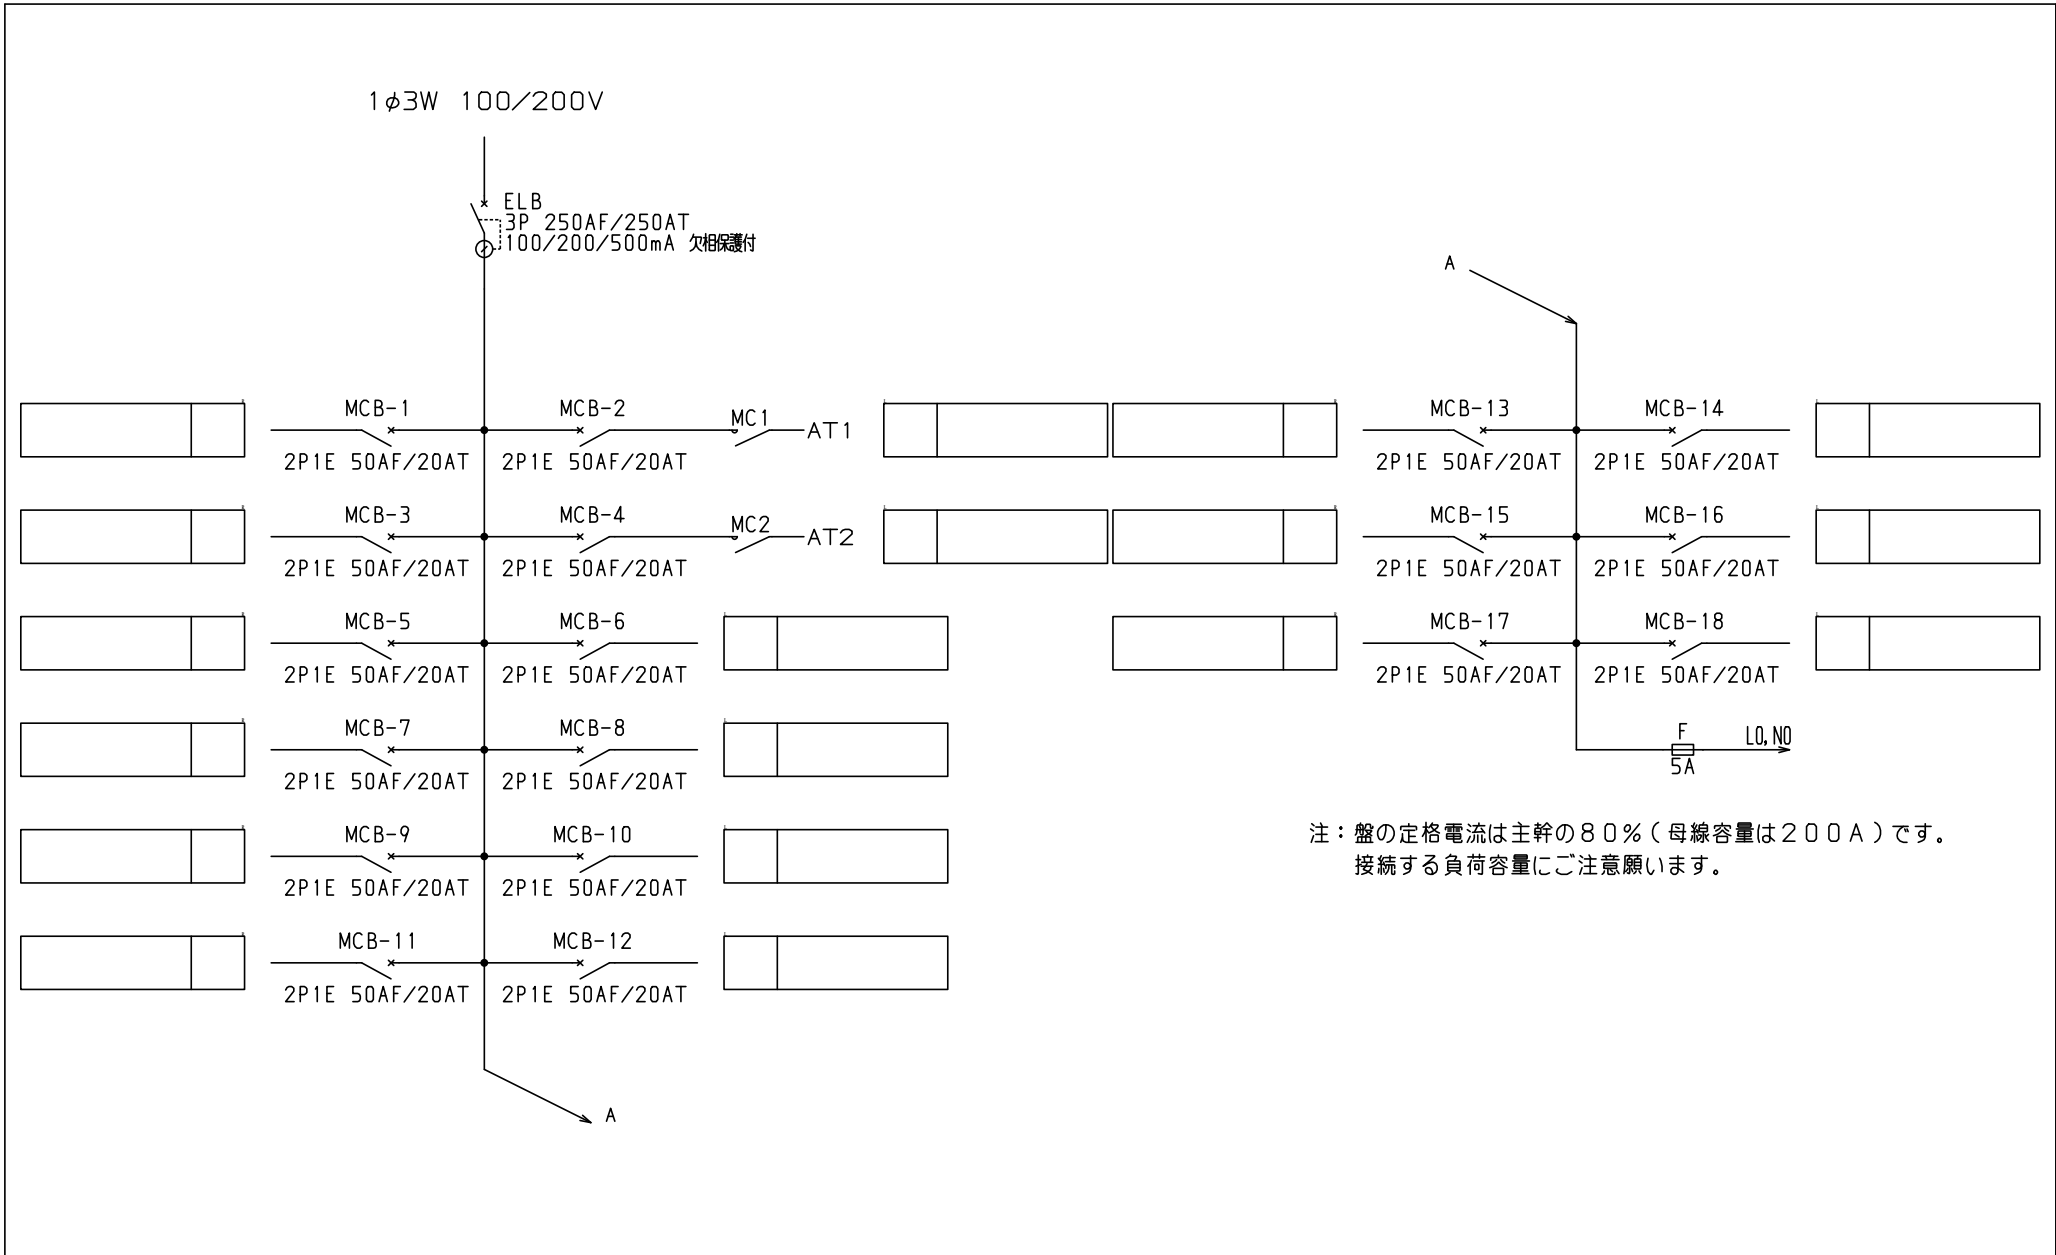 1φ3W 100/200V
ELB
3P 250AF/250AT
100/200/500mA 欠相保護付
MCB-1
MCB-2
MC1
AT1
2P1E 50AF/20AT
2P1E 50AF/20AT
MCB-3
MCB-4
MC2
AT2
2P1E 50AF/20AT
2P1E 50AF/20AT
MCB-5
MCB-6
2P1E 50AF/20AT
2P1E 50AF/20AT
MCB-7
MCB-8
2P1E 50AF/20AT
2P1E 50AF/20AT
MCB-9
MCB-10
2P1E 50AF/20AT
2P1E 50AF/20AT
MCB-11
MCB-12
2P1E 50AF/20AT
2P1E 50AF/20AT
A
A
MCB-13
MCB-14
2P1E 50AF/20AT
2P1E 50AF/20AT
MCB-15
MCB-16
2P1E 50AF/20AT
2P1E 50AF/20AT
MCB-17
MCB-18
2P1E 50AF/20AT
2P1E 50AF/20AT
F
L0,N0
5A
注：盤の定格電流は主幹の８０％（母線容量は２００Ａ）です。
接続する負荷容量にご注意願います。